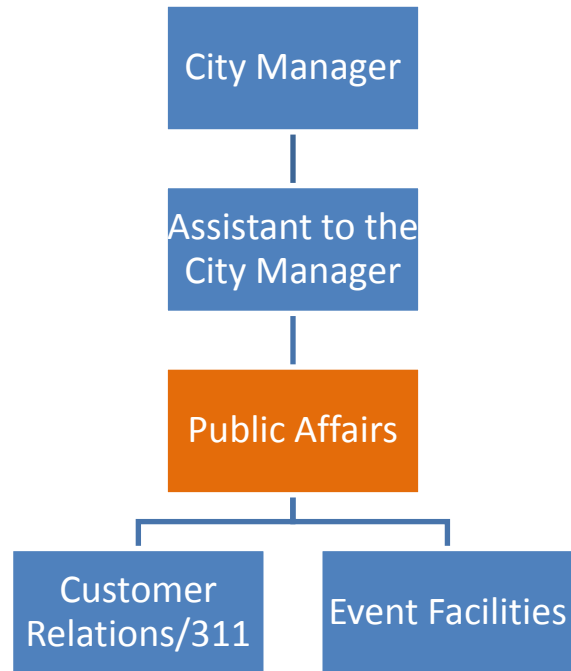 City Manager
Assistant to the
City Manager
Public Affairs
Customer
Relations/311
Event Facilities